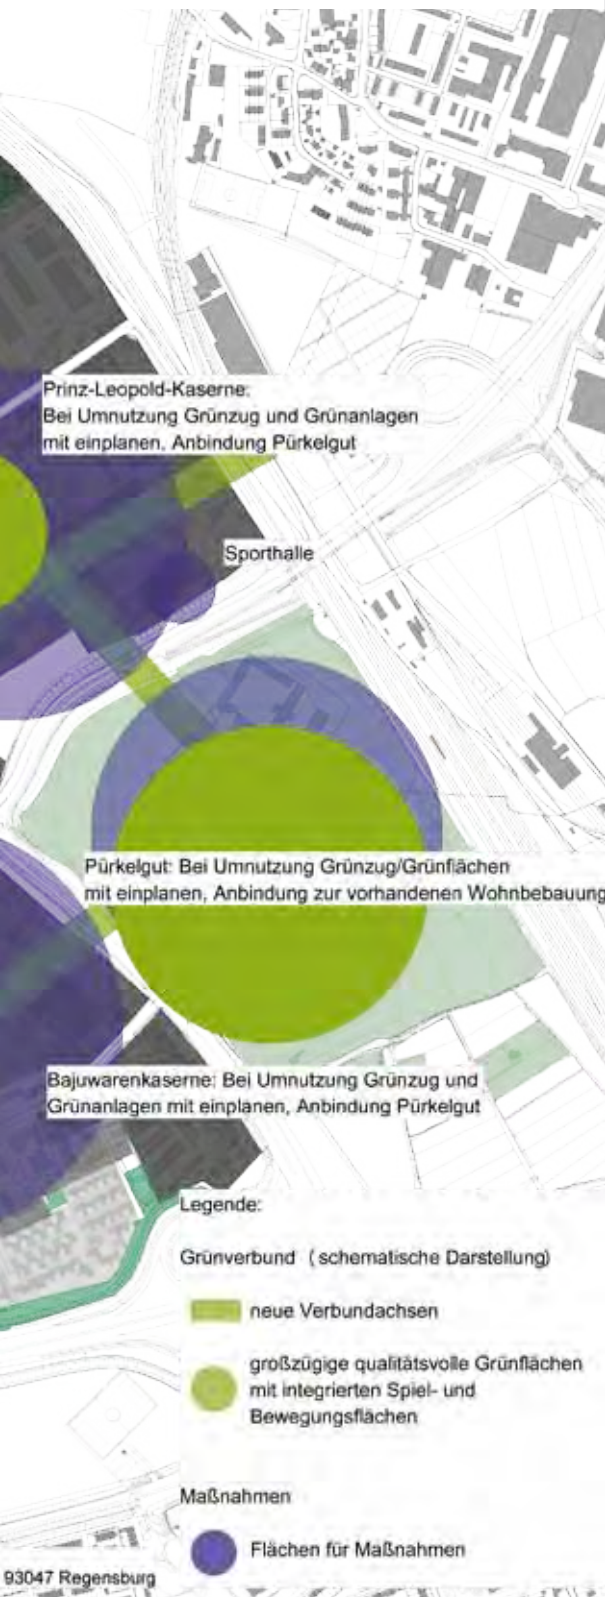 Prinz-Leopold-Kaserne:
Bei Umnutzung Grünzug und Grünanlagen
mit einplanen, Anbindung Pürkelgut
Sporthalle
Pürkelgut: Bei Umnutzung Grünzug/Grünflächen
mit einplanen, Anbindung zur vorhandenen Wohnbebauung
Bajuwarenkaserne: Bei Umnutzung Grünzug und
Grünanlagen mit einplanen, Anbindung Pürkelgut
Legende:
Grünverbund (schematische Darstellung)
neue Verbundachsen
großzügige qualitätsvolle Grünflächen
mit integrierten Spiel- und
Bewegungsflächen
Maßnahmen
Flächen für Maßnahmen
93047 Regensburg